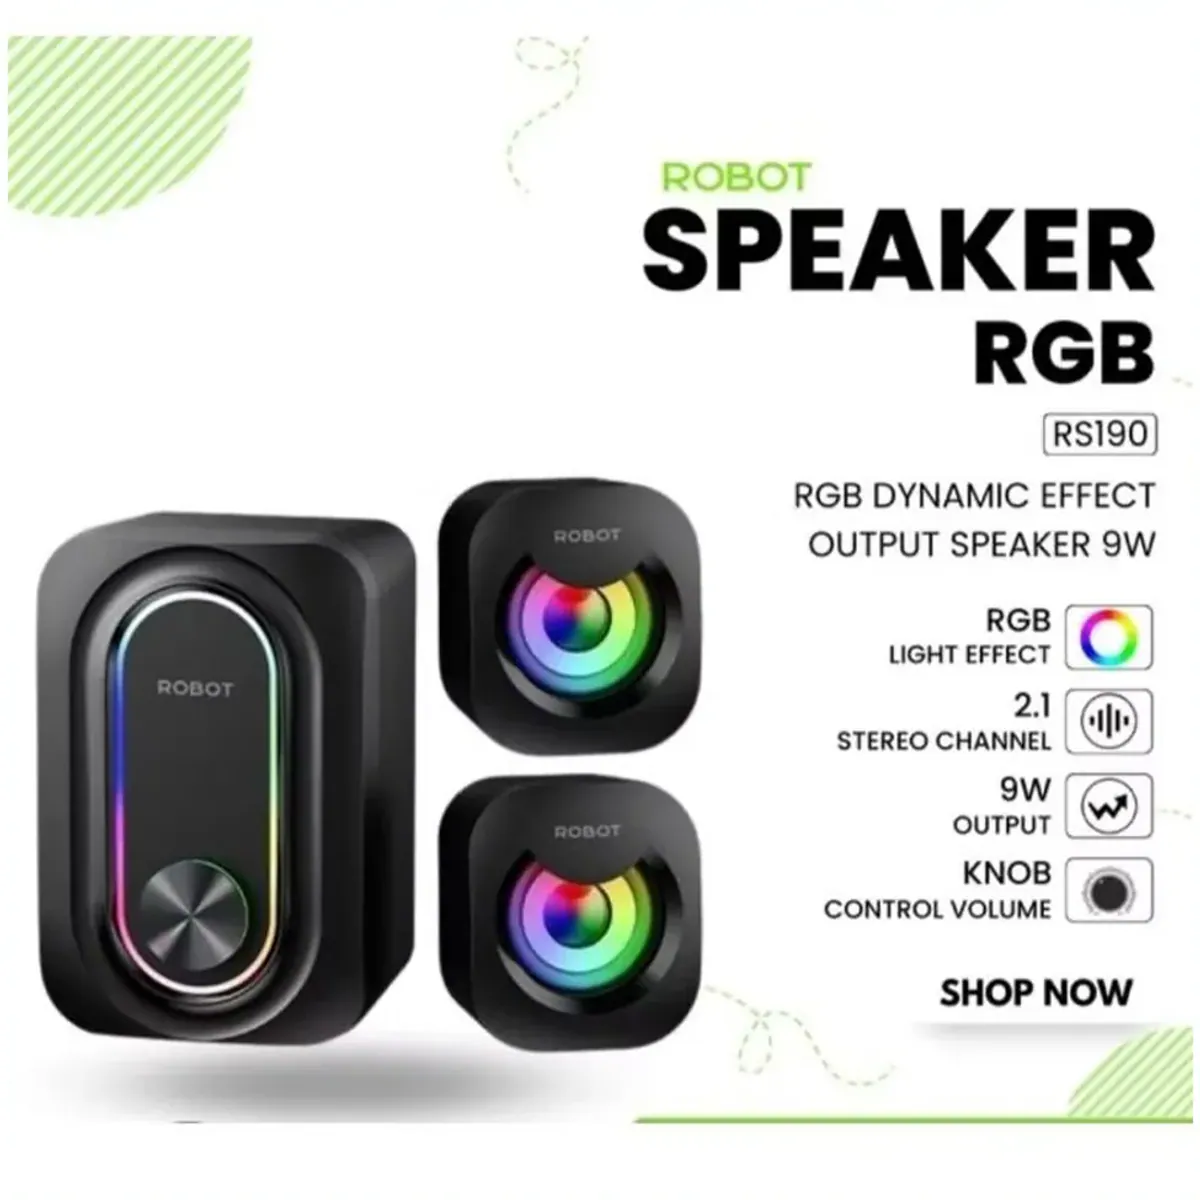 ROBOT
SPEAKER
RGB
RS190
RGB DYNAMIC EFFECT
OUTPUT SPEAKER 9W
RGB
LIGHT EFFECT
2.1
STEREO CHANNEL
9W
OUTPUT
KNOB
CONTROL VOLUME
SHOP NOW
ROBOT
ROBOT
ROBOT